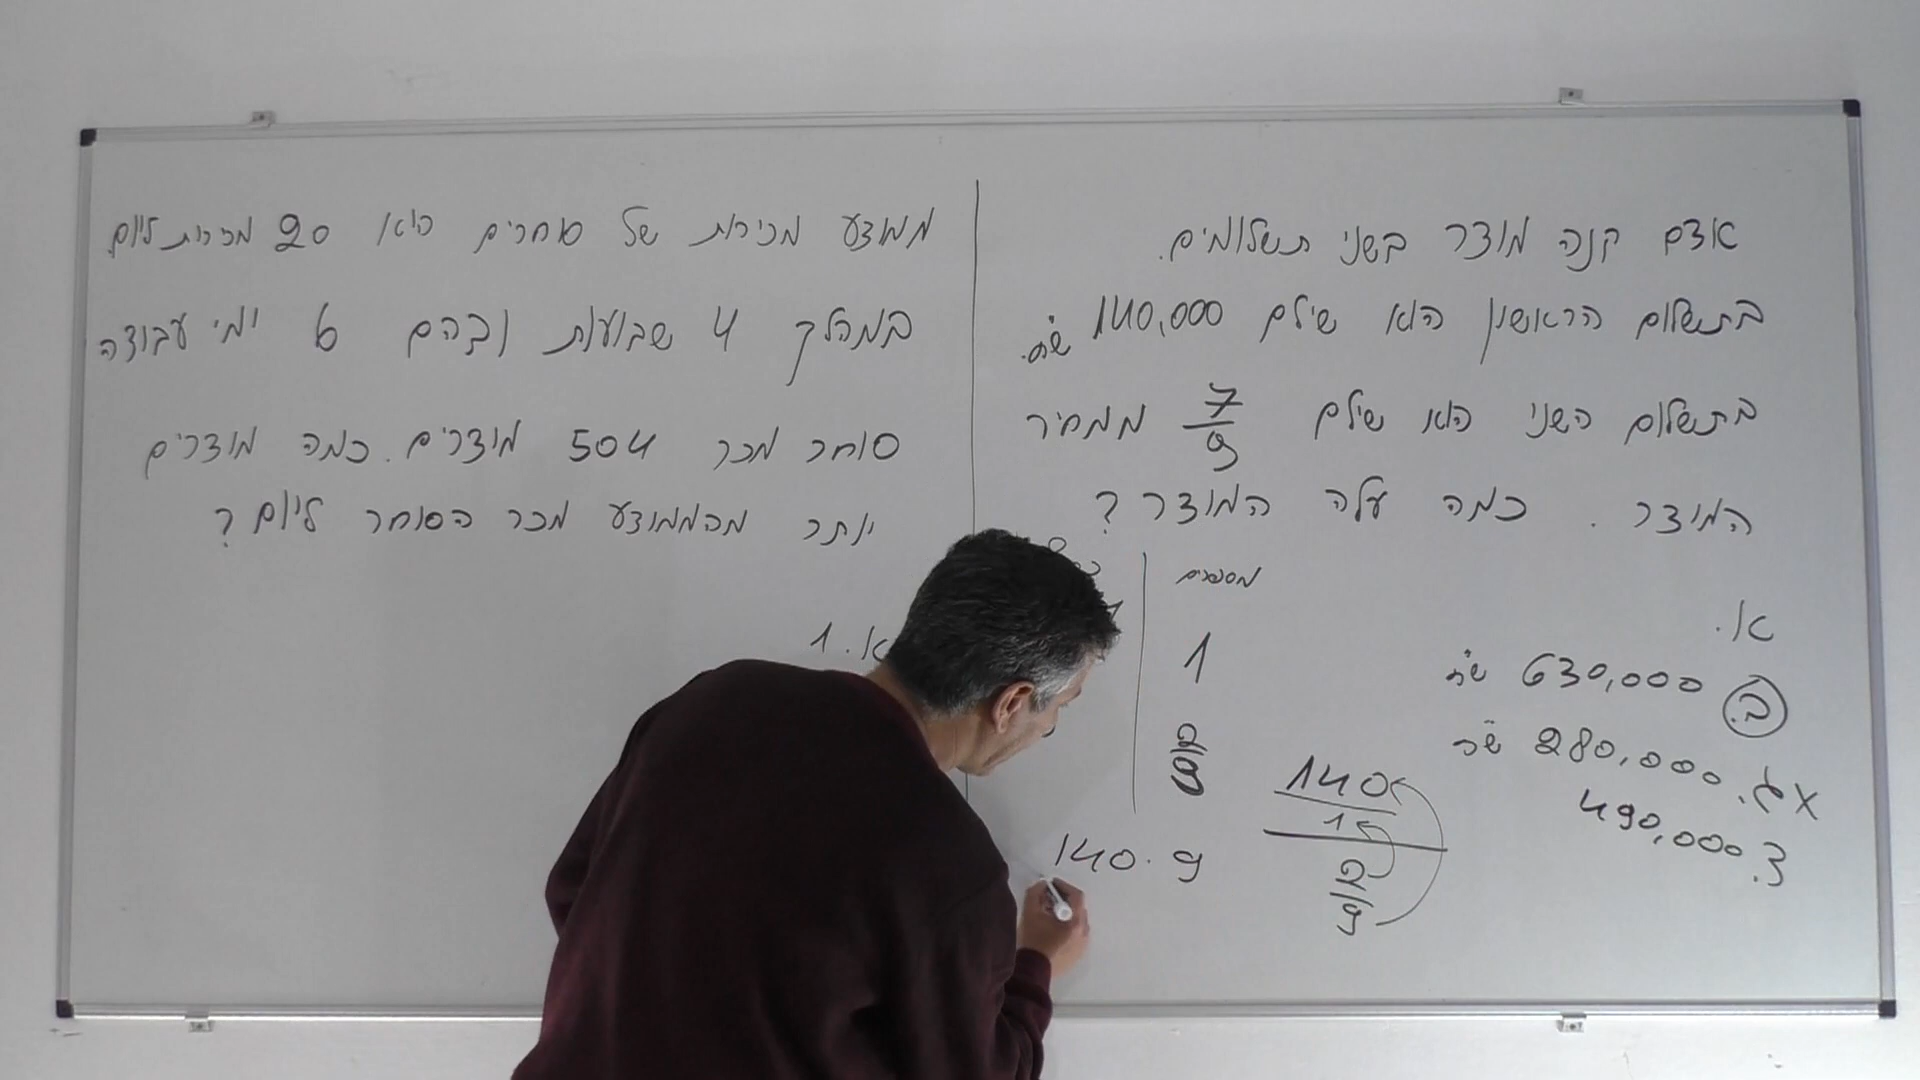 אדם קנה מוצר בשני תשלומים.
בתשלום הראשון הוא שילם 140,000 ש"ח.
בתשלום השני הוא שילם 7/9 ממחיר
המוצר. כמה עלה המוצר?
מספרים
1
2/9
140
1
2/9
140·9
א.
ב. 630,000 ש"ח
ג. 280,000 ש"ח X
ד. 490,000
ממוצע מכירות של סוחרים הוא 20 מכירות ליום.
במהלך 4 שבועות ובהם 6 ימי עבודה
סוחר מכר 504 מוצרים. כמה מוצרים
יותר מהממוצע מכר הסוחר ליום?
א. 1